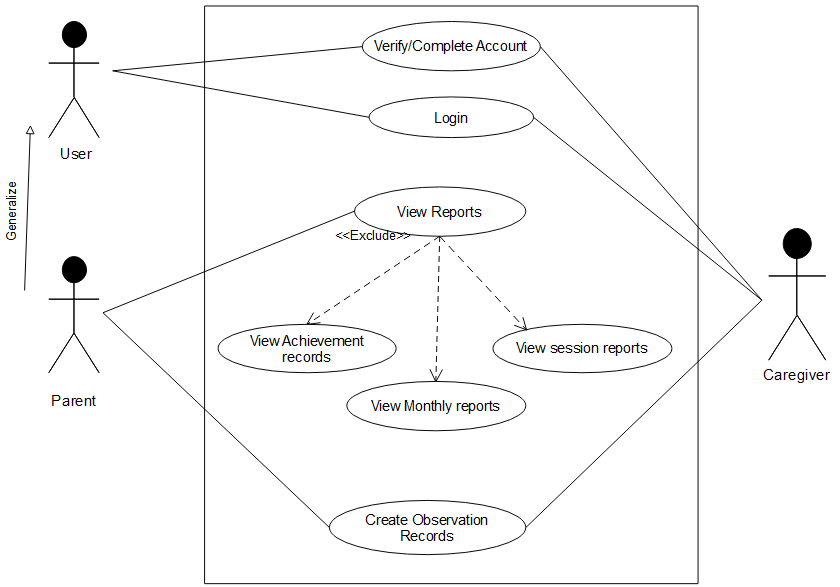 Verify/Complete Account
Login
User
Generalize
View Reports
<<Exclude>>
View Achievement
records
View session reports
View Monthly reports
Parent
Caregiver
Create Observation
Records